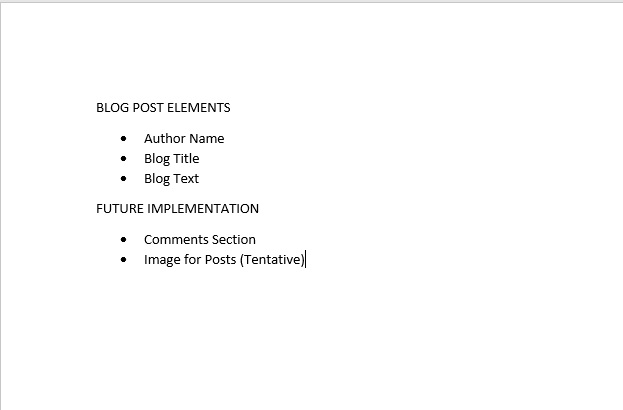 BLOG POST ELEMENTS
• Author Name
• Blog Title
• Blog Text
FUTURE IMPLEMENTATION
• Comments Section
• Image for Posts (Tentative)